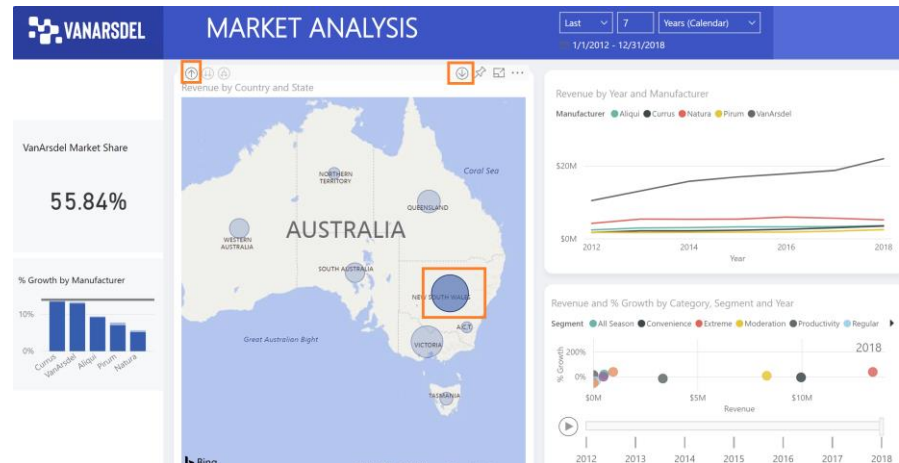 VANARSDEL
MARKET ANALYSIS
Last 7 Years (Calendar)
1/1/2012 - 12/31/2018
VanArsdel Market Share
55.84%
% Growth by Manufacturer
10%
0%
Currus VanArsdel Aliqui Pirum Natura
Revenue by Country and State
NORTHERN
TERRITORY
Coral Sea
QUEENSLAND
WESTERN
AUSTRALIA
AUSTRALIA
SOUTH AUSTRALIA
NEW SOUTH WALES
A.C.T.
Great Australian Bight
VICTORIA
TASMANIA
Bing
Revenue by Year and Manufacturer
Manufacturer Aliqui Currus Natura Pirum VanArsdel
$20M
$0M
2012 2014 2016 2018
Year
Revenue and % Growth by Category, Segment and Year
Segment All Season Convenience Extreme Moderation Productivity Regular
2018
% Growth
200%
0%
$0M $5M $10M
Revenue
2012 2013 2014 2015 2016 2017 2018